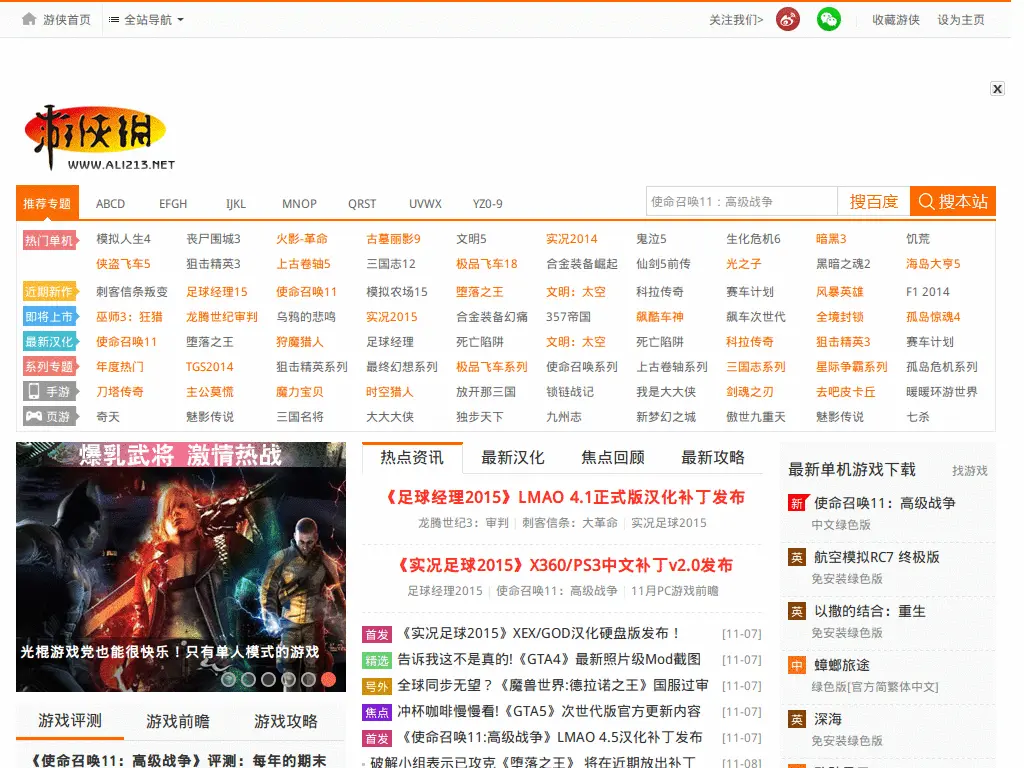 游侠首页 全站导航 关注我们> 收藏游侠 设为主页
X
游侠網
WWW.ALI213.NET
推荐专题 ABCD EFGH IJKL MNOP QRST UVWX YZ0-9 使命召唤11：高级战争 搜百度 搜本站
热门单机 模拟人生4 丧尸围城3 火影-革命 古墓丽影9 文明5 实况2014 鬼泣5 生化危机6 暗黑3 饥荒
侠盗飞车5 狙击精英3 上古卷轴5 三国志12 极品飞车18 合金装备崛起 仙剑5前传 光之子 黑暗之魂2 海岛大亨5
近期新作 刺客信条叛变 足球经理15 使命召唤11 模拟农场15 堕落之王 文明：太空 科拉传奇 赛车计划 风暴英雄 F1 2014
即将上市 巫师3：狂猎 龙腾世纪审判 乌鸦的悲鸣 实况2015 合金装备幻痛 357帝国 飙酷车神 飙车次世代 全境封锁 孤岛惊魂4
最新汉化 使命召唤11 堕落之王 狩魔猎人 足球经理 死亡陷阱 文明：太空 死亡陷阱 科拉传奇 狙击精英3 赛车计划
系列专题 年度热门 TGS2014 狙击精英系列 最终幻想系列 极品飞车系列 使命召唤系列 上古卷轴系列 三国志系列 星际争霸系列 孤岛危机系列
手游 刀塔传奇 主公莫慌 魔力宝贝 时空猎人 放开那三国 锁链战记 我是大大侠 剑魂之刃 去吧皮卡丘 暖暖环游世界
页游 奇天 魅影传说 三国名将 大大大侠 独步天下 九州志 新梦幻之城 傲世九重天 魅影传说 七杀
爆乳武将 激情热战
光棍游戏党也能很快乐！只有单人模式的游戏
游戏评测 游戏前瞻 游戏攻略
《使命召唤11：高级战争》评测：每年的期末
热点资讯 最新汉化 焦点回顾 最新攻略
《足球经理2015》LMAO 4.1正式版汉化补丁发布
龙腾世纪3：审判 刺客信条：大革命 实况足球2015
《实况足球2015》X360/PS3中文补丁v2.0发布
足球经理2015 使命召唤11：高级战争 11月PC游戏前瞻
首发 《实况足球2015》XEX/GOD汉化硬盘版发布！ [11-07]
精选 告诉我这不是真的!《GTA4》最新照片级Mod截图 [11-07]
号外 全球同步无望？《魔兽世界:德拉诺之王》国服过审 [11-07]
焦点 冲杯咖啡慢慢看!《GTA5》次世代版官方更新内容 [11-07]
首发 《使命召唤11:高级战争》LMAO 4.5汉化补丁发布 [11-07]
破解小组表示已攻克《堕落之王》 将在近期放出补丁 [11-08]
最新单机游戏下载 找游戏
新 使命召唤11：高级战争
中文绿色版
英 航空模拟RC7 终极版
免安装绿色版
英 以撒的结合：重生
免安装绿色版
中 蟑螂旅途
绿色版[官方简繁体中文]
英 深海
免安装绿色版